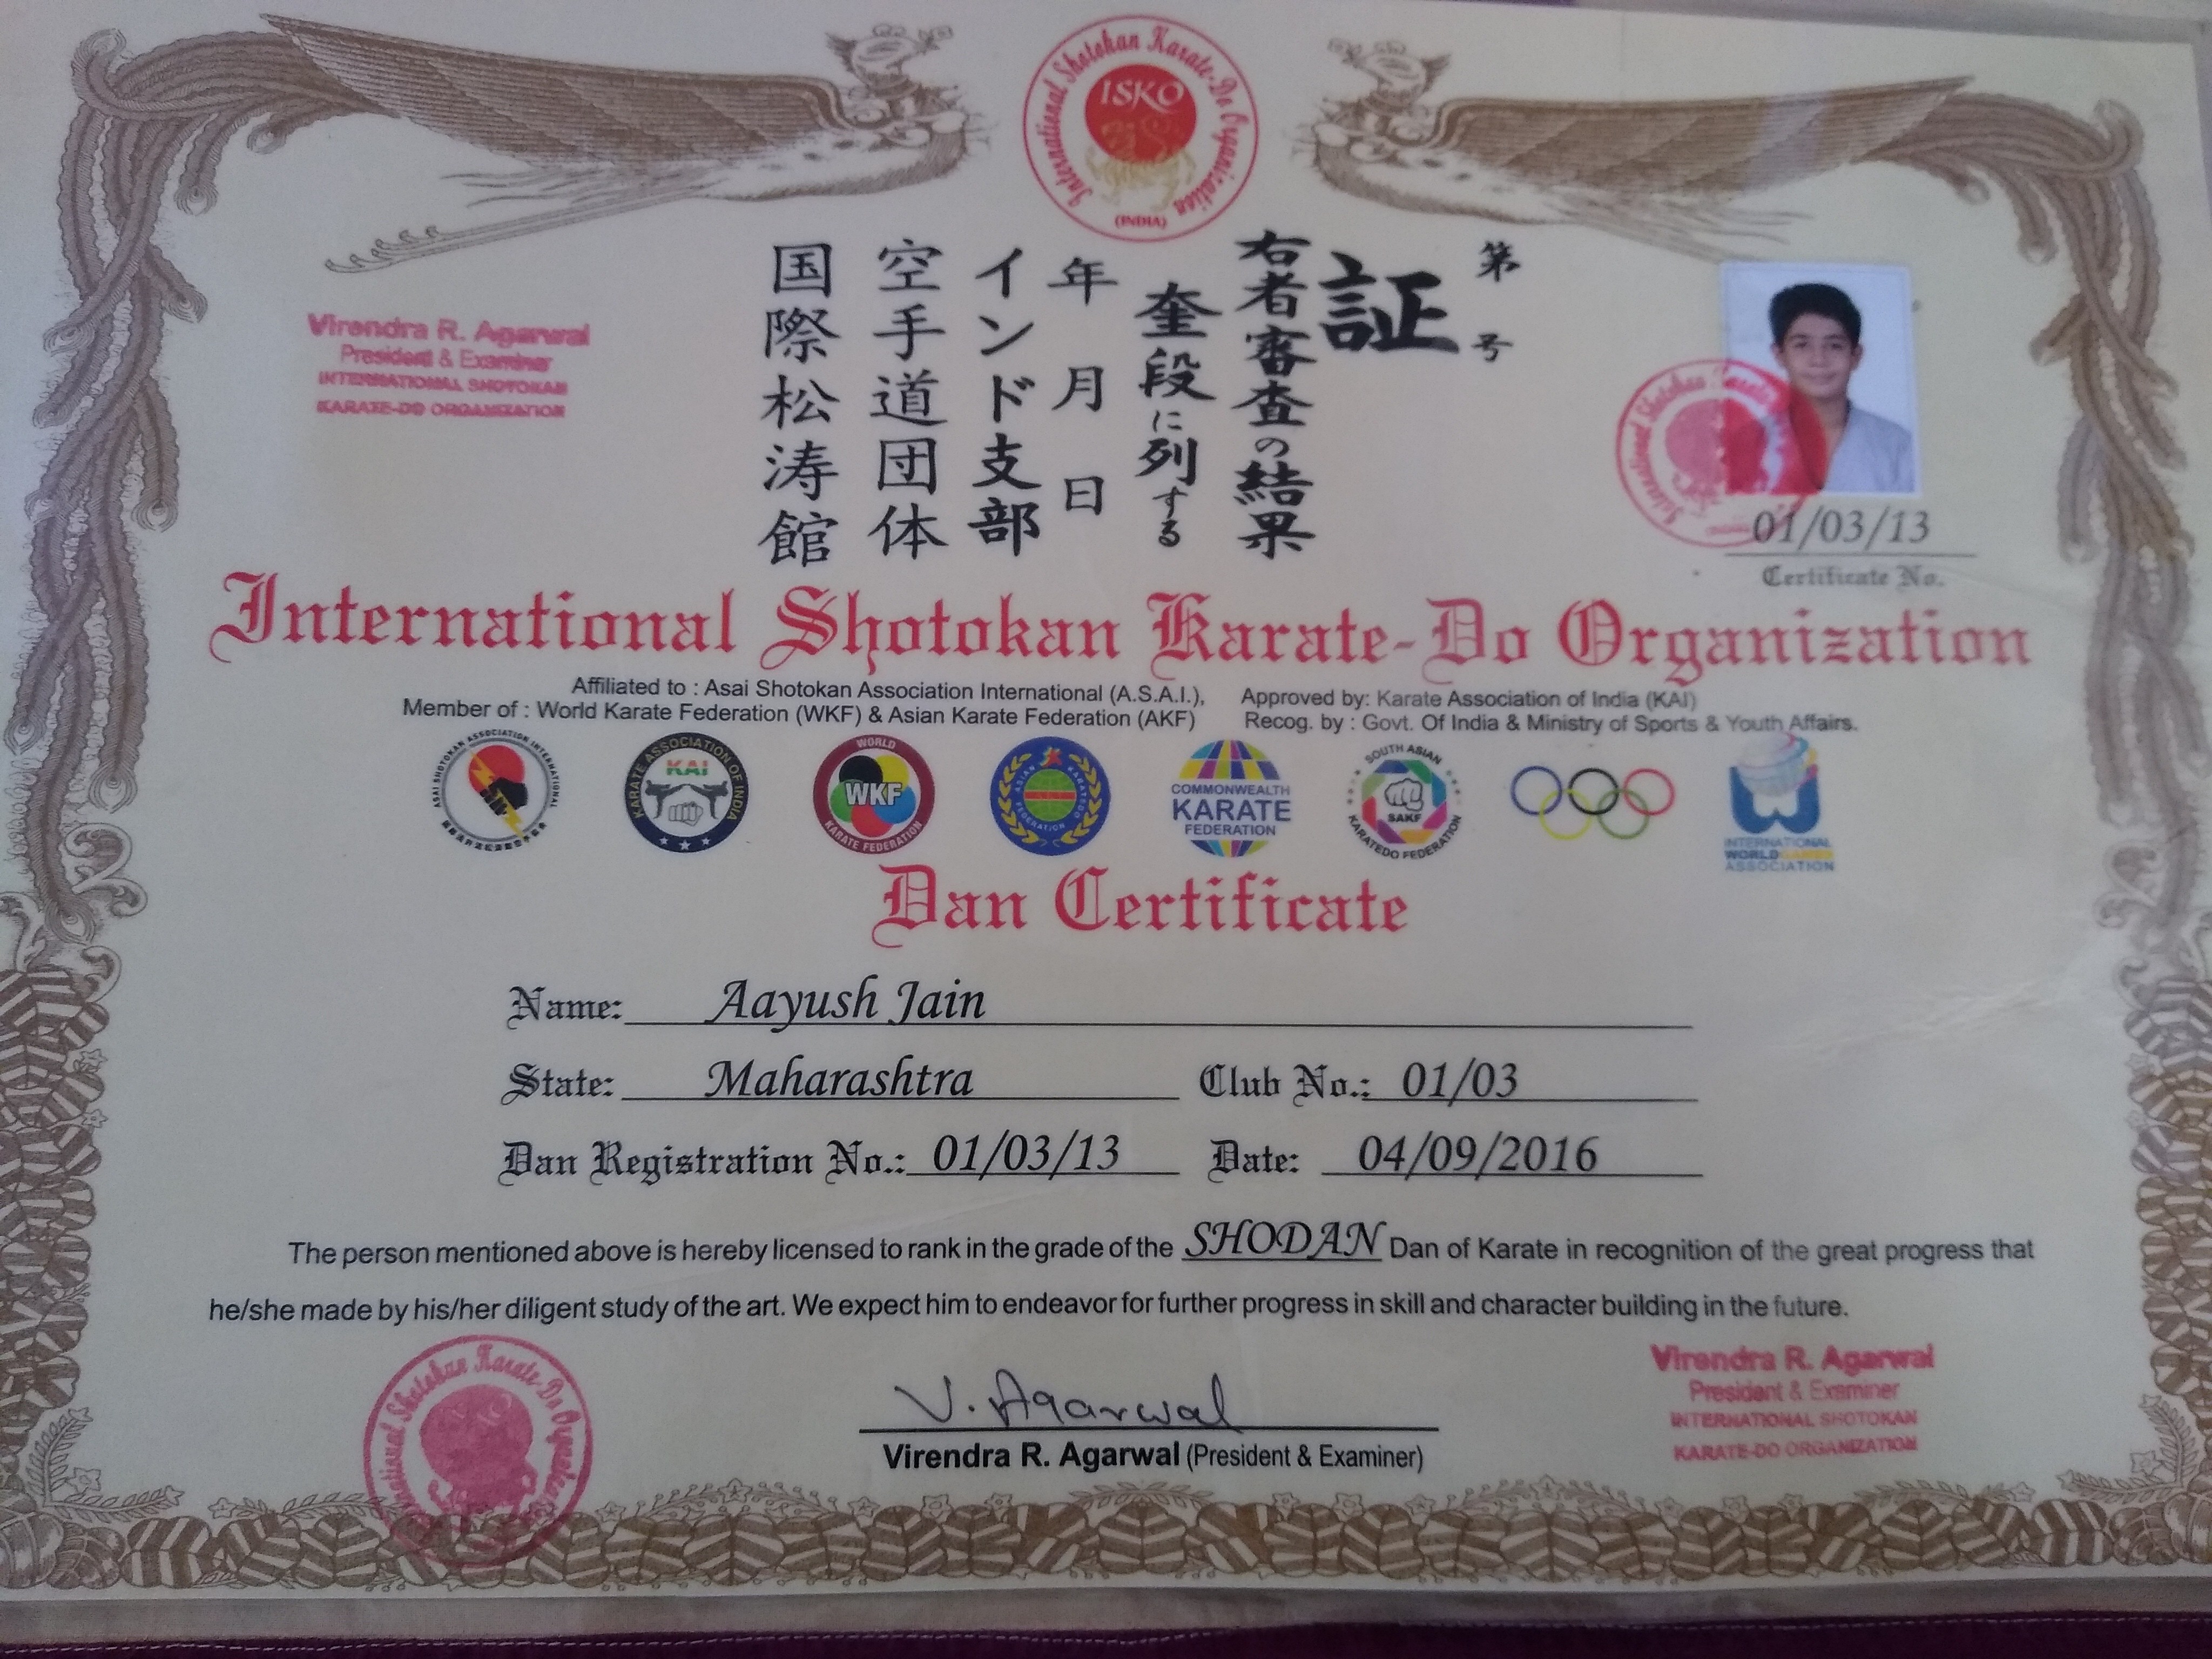 International Shotokan Karate-Do Organization
ISKO
(INDIA)
第 号
証
右者審査の結果
奎段に列する
年 月 日
インド支部
空手道団体
国際松涛館
Virendra R. Agarwal
President & Examiner
INTERNATIONAL SHOTOKAN
KARATE-DO ORGANIZATION
01/03/13
Certificate No.
International Shotokan Karate-Do Organization
Affiliated to : Asai Shotokan Association International (A.S.A.I.), Approved by: Karate Association of India (KAI)
Member of : World Karate Federation (WKF) & Asian Karate Federation (AKF) Recog. by : Govt. Of India & Ministry of Sports & Youth Affairs.
ASAI SHOTOKAN ASSOCIATION INTERNATIONAL
KARATE ASSOCIATION OF INDIA
KAI
WORLD
WKF
KARATE FEDERATION
ASIAN KARATEDO FEDERATION
COMMONWEALTH
KARATE
FEDERATION
SOUTH ASIAN
SAKF
KARATEDO FEDERATION
INTERNATIONAL
WORLD GAMES
ASSOCIATION
Dan Certificate
Name: Aayush Jain
State: Maharashtra Club No.: 01/03
Dan Registration No.: 01/03/13 Date: 04/09/2016
The person mentioned above is hereby licensed to rank in the grade of the SHODAN Dan of Karate in recognition of the great progress that
he/she made by his/her diligent study of the art. We expect him to endeavor for further progress in skill and character building in the future.
International Shotokan Karate-Do Organization
V. Agarwal
Virendra R. Agarwal (President & Examiner)
Virendra R. Agarwal
President & Examiner
INTERNATIONAL SHOTOKAN
KARATE-DO ORGANIZATION